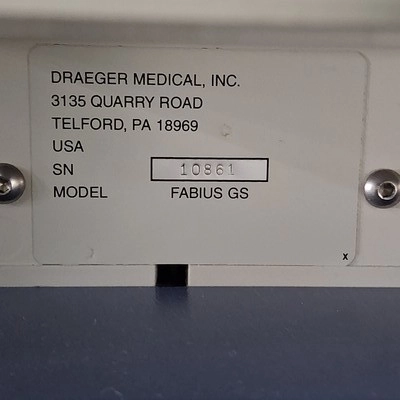 DRAEGER MEDICAL, INC.
3135 QUARRY ROAD
TELFORD, PA 18969
USA
SN 10861
MODEL FABIUS GS
x